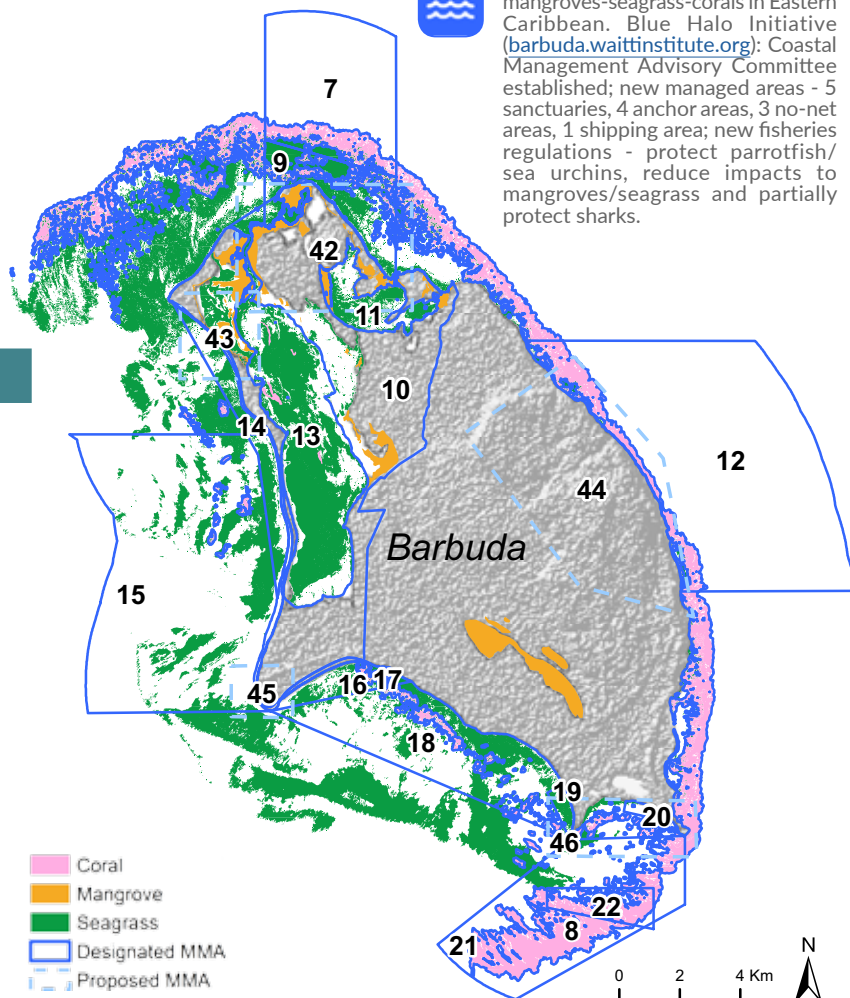 mangroves-seagrass-corals in Eastern
Caribbean. Blue Halo Initiative
(barbuda.waittinstitute.org): Coastal
Management Advisory Committee
established; new managed areas - 5
sanctuaries, 4 anchor areas, 3 no-net
areas, 1 shipping area; new fisheries
regulations - protect parrotfish/
sea urchins, reduce impacts to
mangroves/seagrass and partially
protect sharks.
7
9
42
11
43
10
14
13
12
44
Barbuda
15
45
16
17
18
19
20
46
22
8
21
Coral
Mangrove
Seagrass
Designated MMA
Proposed MMA
N
0 2 4 Km